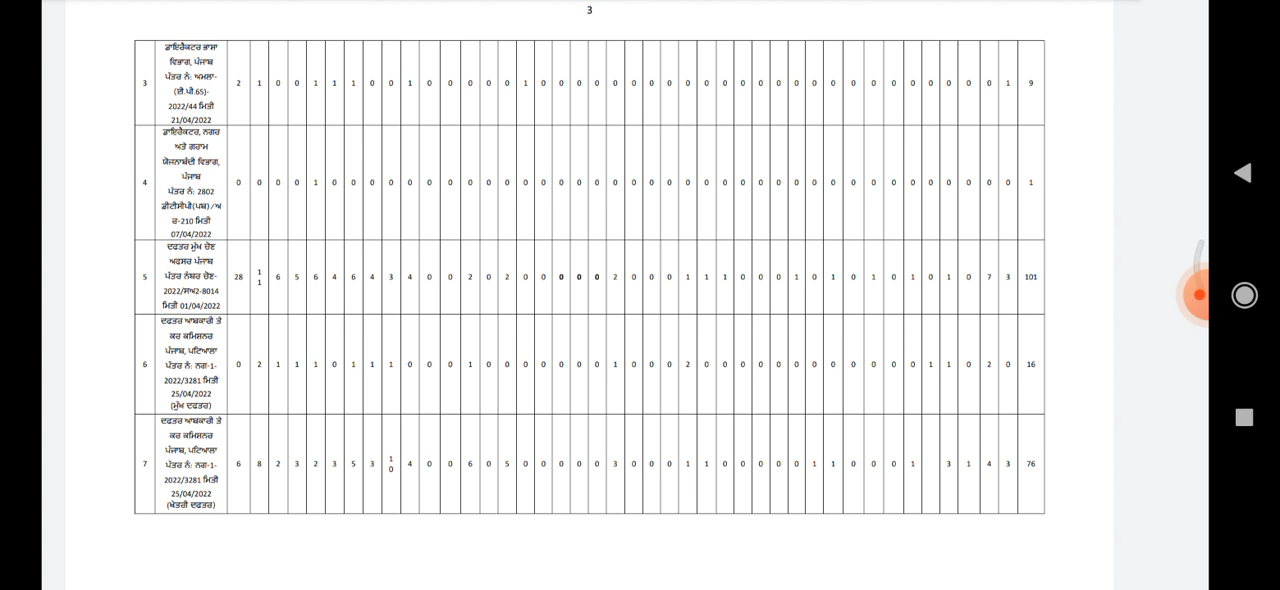 3
3 ਡਾਇਰੈਕਟਰ ਭਾਸ਼ਾ
ਵਿਭਾਗ, ਪੰਜਾਬ
ਪੱਤਰ ਨੰ: ਅਮਲਾ-
(ਈ.ਪੀ.65)-
2022/44 ਮਿਤੀ
21/04/2022
2 1 0 0 1 1 1 0 0 1 0 0 0 0 0 1 0 0 0 0 0 0 0 0 0 0 0 0 0 0 0 0 0 0 0 0 0 0 0 1 9
4 ਡਾਇਰੈਕਟਰ, ਨਗਰ
ਅਤੇ ਗਰਾਮ
ਯੋਜਨਾਬੰਦੀ ਵਿਭਾਗ,
ਪੰਜਾਬ
ਪੱਤਰ ਨੰ: 2802
ਡੀਟੀਸੀਪੀ(ਪਬ)/ਅ
ਰ-210 ਮਿਤੀ
07/04/2022
0 0 0 0 1 0 0 0 0 0 0 0 0 0 0 0 0 0 0 0 0 0 0 0 0 0 0 0 0 0 0 0 0 0 0 0 0 0 0 0 1
5 ਦਫਤਰ ਮੁੱਖ ਚੋਣ
ਅਫਸਰ ਪੰਜਾਬ
ਪੱਤਰ ਨੰਬਰ ਚੋਣ-
2022/ਸਅ2-8014
ਮਿਤੀ 01/04/2022
28 11 6 5 6 4 6 4 3 4 0 0 2 0 2 0 0 0 0 0 2 0 0 0 1 1 1 0 0 0 1 0 1 0 1 0 1 0 1 0 7 3 101
6 ਦਫਤਰ ਆਬਕਾਰੀ ਤੇ
ਕਰ ਕਮਿਸ਼ਨਰ
ਪੰਜਾਬ, ਪਟਿਆਲਾ
ਪੱਤਰ ਨੰ: ਨਗ-1-
2022/3281 ਮਿਤੀ
25/04/2022
(ਮੁੱਖ ਦਫਤਰ)
0 2 1 1 1 0 1 1 1 0 0 0 1 0 0 0 0 0 0 0 1 0 0 0 2 0 0 0 0 0 0 0 0 0 0 0 0 1 1 0 2 0 16
7 ਦਫਤਰ ਆਬਕਾਰੀ ਤੇ
ਕਰ ਕਮਿਸ਼ਨਰ
ਪੰਜਾਬ, ਪਟਿਆਲਾ
ਪੱਤਰ ਨੰ: ਨਗ-1-
2022/3281 ਮਿਤੀ
25/04/2022
(ਖੇਤਰੀ ਦਫਤਰ)
6 8 2 3 2 3 5 3 10 4 0 0 6 0 5 0 0 0 0 0 3 0 0 0 1 1 0 0 0 0 0 1 1 0 0 0 1 3 1 4 3 76